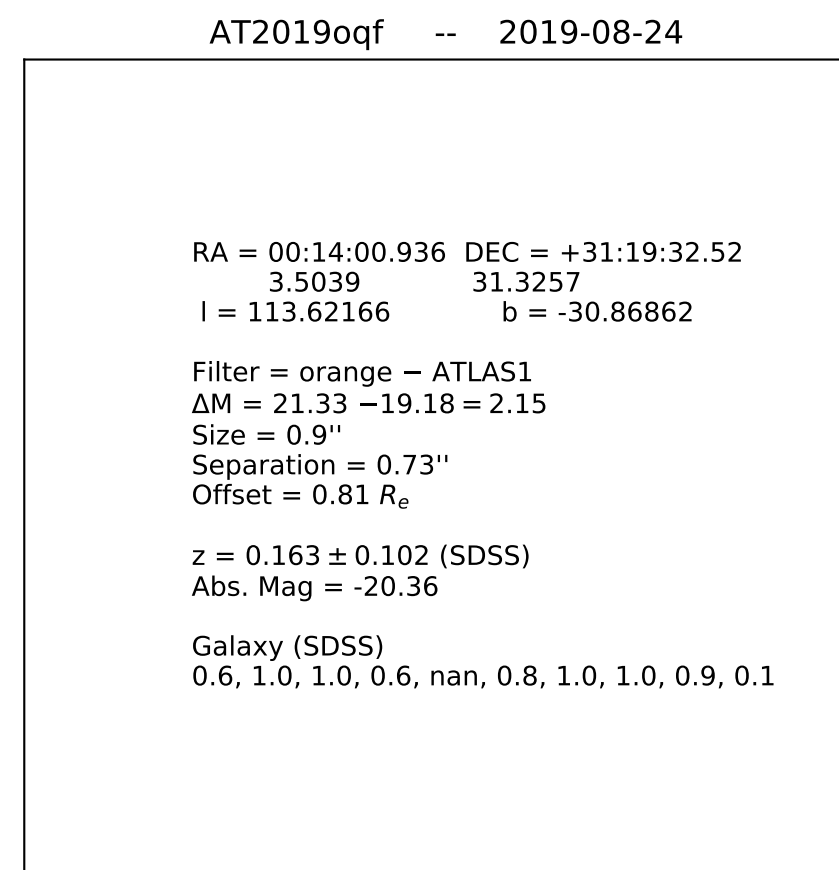 AT2019oqf -- 2019-08-24
RA = 00:14:00.936 DEC = +31:19:32.52
3.5039 31.3257
l = 113.62166 b = -30.86862
Filter = orange − ATLAS1
ΔM = 21.33 −19.18 = 2.15
Size = 0.9''
Separation = 0.73''
Offset = 0.81 Re
z = 0.163 ± 0.102 (SDSS)
Abs. Mag = -20.36
Galaxy (SDSS)
0.6, 1.0, 1.0, 0.6, nan, 0.8, 1.0, 1.0, 0.9, 0.1